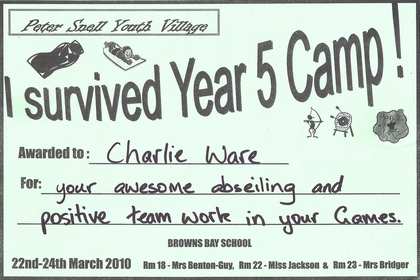 Peter Snell Youth Village
I survived Year 5 Camp!
Awarded to: Charlie Ware
For: your awesome abseiling and
positive team work in your Games.
BROWNS BAY SCHOOL
22nd-24th March 2010 Rm 18 - Mrs Benton-Guy, Rm 22 - Miss Jackson & Rm 23 - Mrs Bridger